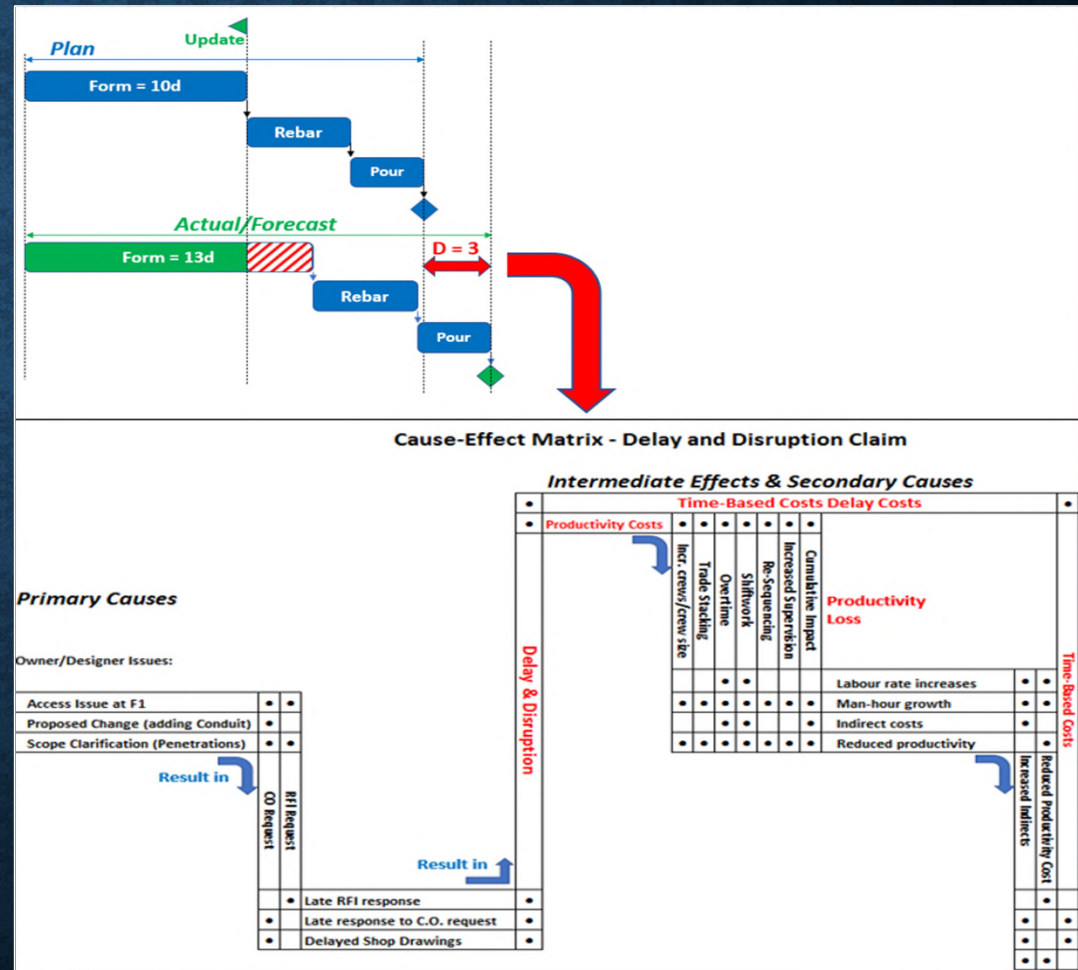 Update
Plan
Form = 10d
Rebar
Pour
Actual/Forecast
Form = 13d
D = 3
Rebar
Pour
Cause-Effect Matrix - Delay and Disruption Claim
Intermediate Effects & Secondary Causes
Time-Based Costs Delay Costs
Productivity Costs
Incr. crews/crew size
Trade Stacking
Overtime
Shiftwork
Re-Sequencing
Increased Supervision
Cumulative Impact
Productivity
Loss
Primary Causes
Owner/Designer Issues:
Delay & Disruption
Time-Based Costs
Labour rate increases
Man-hour growth
Indirect costs
Reduced productivity
Access Issue at F1
Proposed Change (adding Conduit)
Scope Clarification (Penetrations)
Result in
CO Request
RFI Request
Increased Indirects
Reduced Productivity Cost
Result in
Late RFI response
Late response to C.O. request
Delayed Shop Drawings